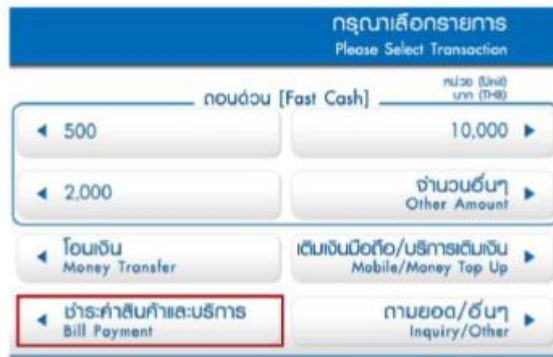 กรุณาเลือกรายการ
Please Select Transaction
หน่วย (Unit)
บาท (THB)
ถอนด่วน [Fast Cash]
500
10,000
2,000
จำนวนอื่นๆ
Other Amount
โอนเงิน
Money Transfer
เติมเงินมือถือ/บริการเติมเงิน
Mobile/Money Top Up
ชำระค่าสินค้าและบริการ
Bill Payment
ถามยอด/อื่นๆ
Inquiry/Other